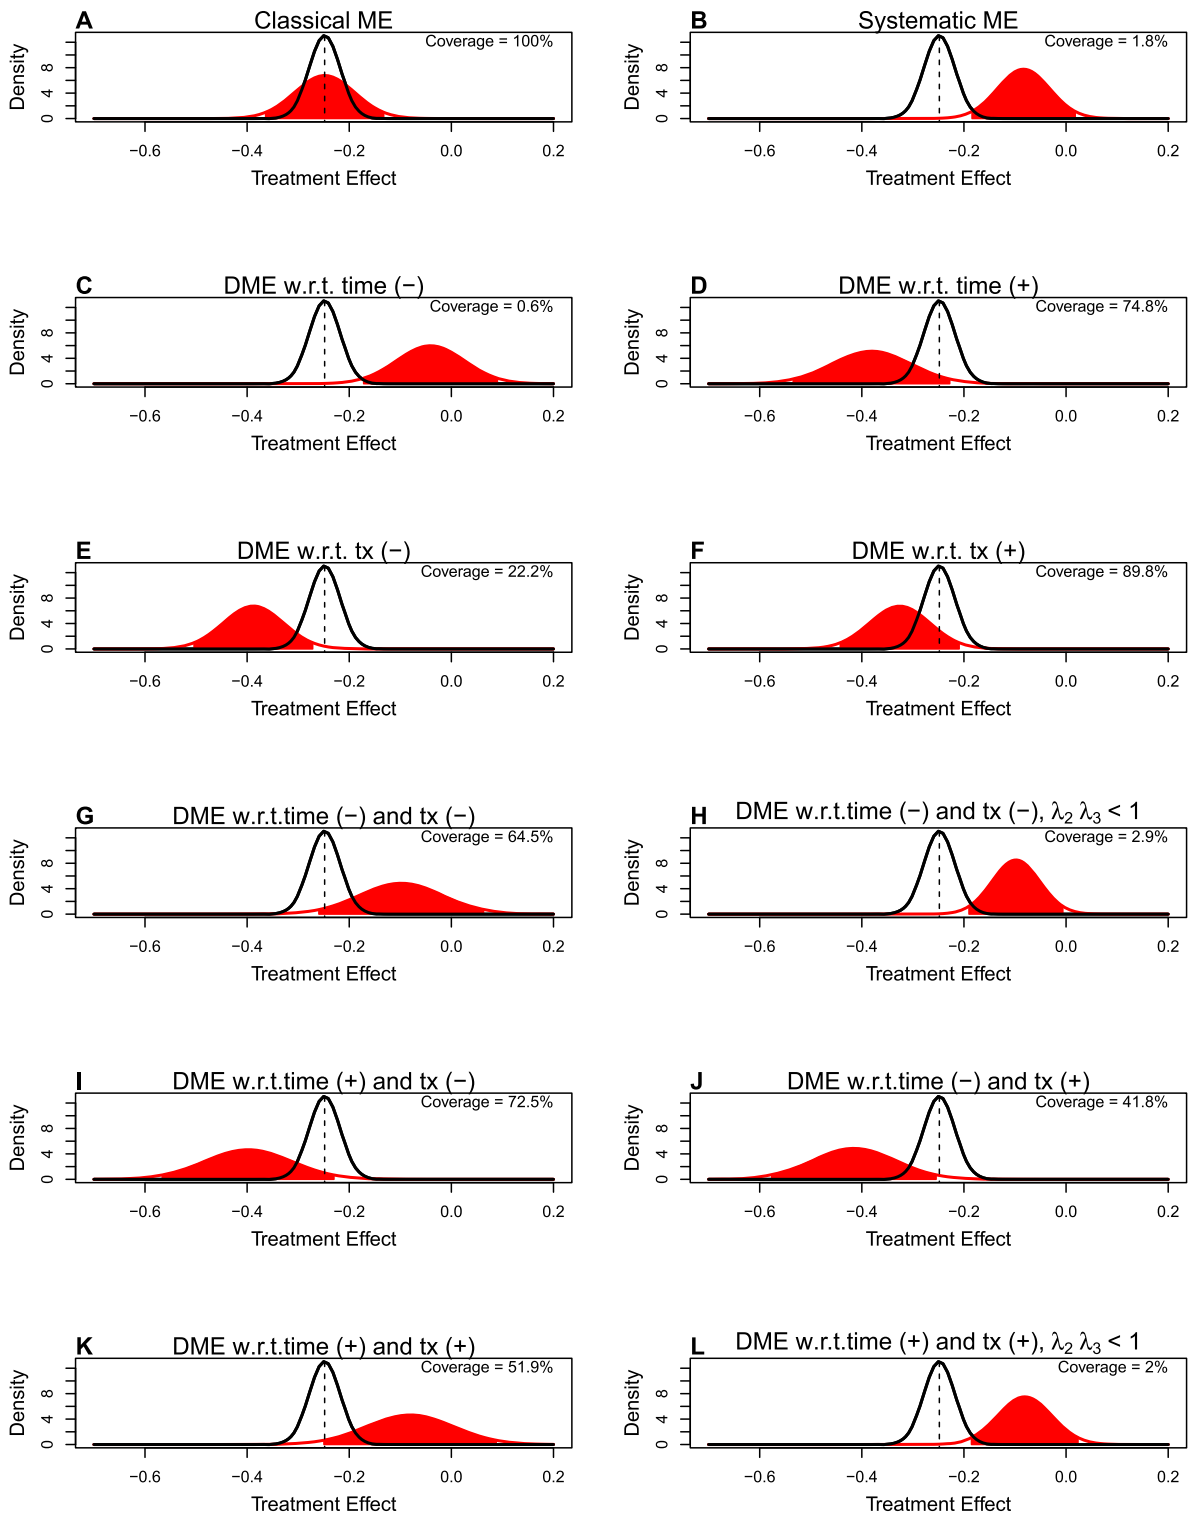 A Classical ME
Coverage = 100%
Density
0 4 8
−0.6 −0.4 −0.2 0.0 0.2
Treatment Effect
B Systematic ME
Coverage = 1.8%
Density
0 4 8
−0.6 −0.4 −0.2 0.0 0.2
Treatment Effect
C DME w.r.t. time (−)
Coverage = 0.6%
Density
0 4 8
−0.6 −0.4 −0.2 0.0 0.2
Treatment Effect
D DME w.r.t. time (+)
Coverage = 74.8%
Density
0 4 8
−0.6 −0.4 −0.2 0.0 0.2
Treatment Effect
E DME w.r.t. tx (−)
Coverage = 22.2%
Density
0 4 8
−0.6 −0.4 −0.2 0.0 0.2
Treatment Effect
F DME w.r.t. tx (+)
Coverage = 89.8%
Density
0 4 8
−0.6 −0.4 −0.2 0.0 0.2
Treatment Effect
G DME w.r.t.time (−) and tx (−)
Coverage = 64.5%
Density
0 4 8
−0.6 −0.4 −0.2 0.0 0.2
Treatment Effect
H DME w.r.t.time (−) and tx (−), λ₂ λ₃ < 1
Coverage = 2.9%
Density
0 4 8
−0.6 −0.4 −0.2 0.0 0.2
Treatment Effect
I DME w.r.t.time (+) and tx (−)
Coverage = 72.5%
Density
0 4 8
−0.6 −0.4 −0.2 0.0 0.2
Treatment Effect
J DME w.r.t.time (−) and tx (+)
Coverage = 41.8%
Density
0 4 8
−0.6 −0.4 −0.2 0.0 0.2
Treatment Effect
K DME w.r.t.time (+) and tx (+)
Coverage = 51.9%
Density
0 4 8
−0.6 −0.4 −0.2 0.0 0.2
Treatment Effect
L DME w.r.t.time (+) and tx (+), λ₂ λ₃ < 1
Coverage = 2%
Density
0 4 8
−0.6 −0.4 −0.2 0.0 0.2
Treatment Effect